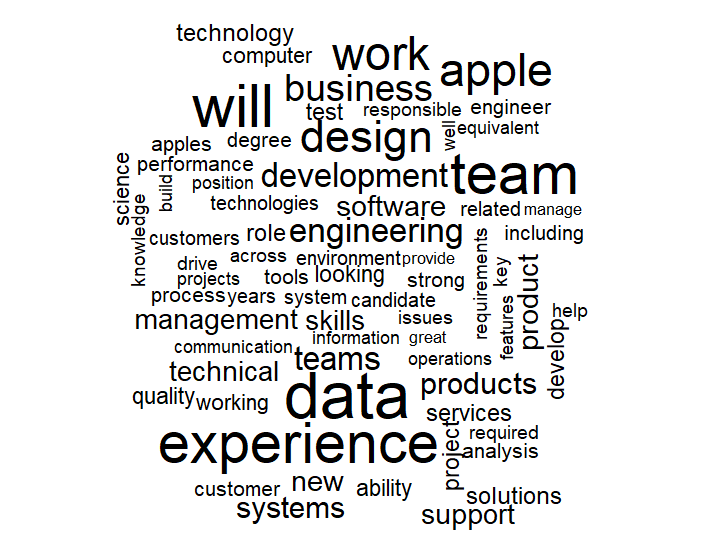 technology
computer
work
apple
business
will
test
responsible
engineer
apples
degree
design
well
equivalent
science
performance
build
position
development
team
knowledge
technologies
software
related
manage
customers
role
engineering
requirements
including
drive
across
environment
provide
key
projects
tools
looking
strong
product
process
years
system
candidate
features
help
management
skills
issues
develop
information
great
communication
teams
operations
technical
data
products
quality
working
services
experience
project
required
analysis
customer
new
ability
solutions
systems
support